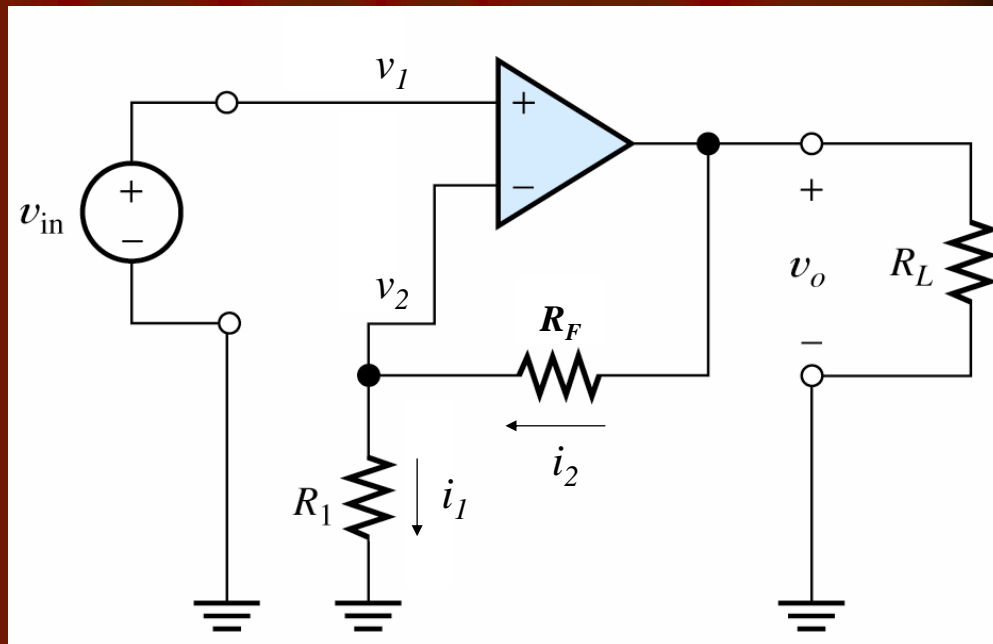 v1
+
−
+
−
vin
v2
RF
+
vo
−
RL
i2
R1
i1